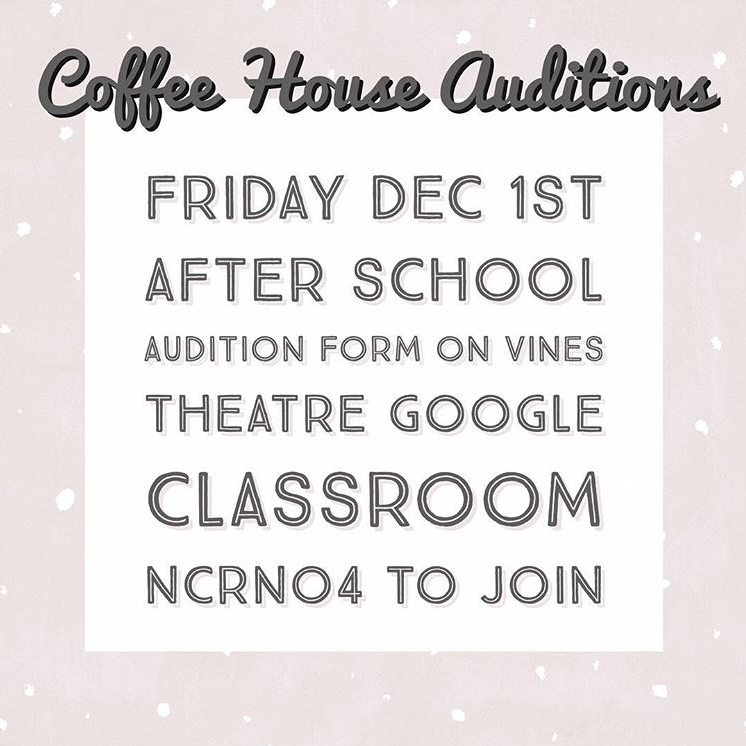 Coffee House Auditions
FRIDAY DEC 1ST
AFTER SCHOOL
AUDITION FORM ON VINES
THEATRE GOOGLE
CLASSROOM
NCRNO4 TO JOIN